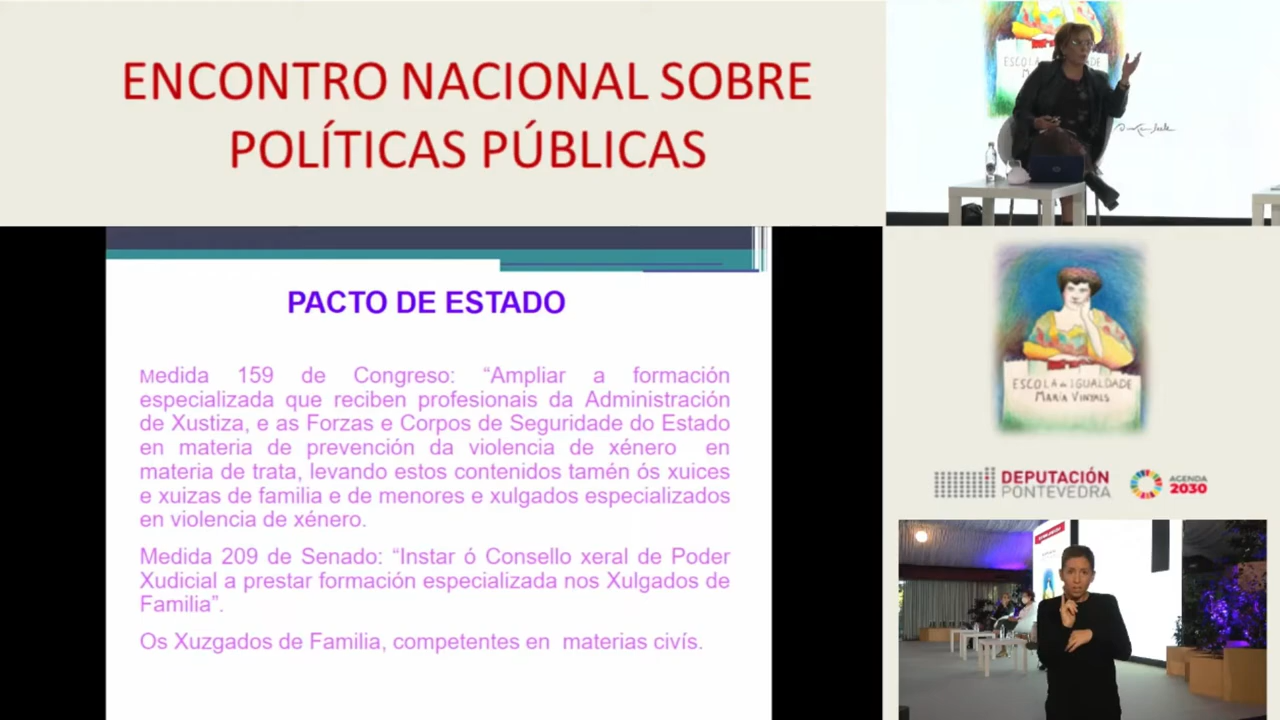 ENCONTRO NACIONAL SOBRE
POLÍTICAS PÚBLICAS
PACTO DE ESTADO
Medida 159 de Congreso: “Ampliar a formación
especializada que reciben profesionais da Administración
de Xustiza, e as Forzas e Corpos de Seguridade do Estado
en materia de prevención da violencia de xénero en
materia de trata, levando estos contenidos tamén ós xuices
e xuizas de familia e de menores e xulgados especializados
en violencia de xénero.
Medida 209 de Senado: “Instar ó Consello xeral de Poder
Xudicial a prestar formación especializada nos Xulgados de
Familia”.
Os Xuzgados de Familia, competentes en materias civís.
ESCOLA de IGUALDADE
MARÍA VINYALS
DEPUTACIÓN
PONTEVEDRA
AGENDA
2030